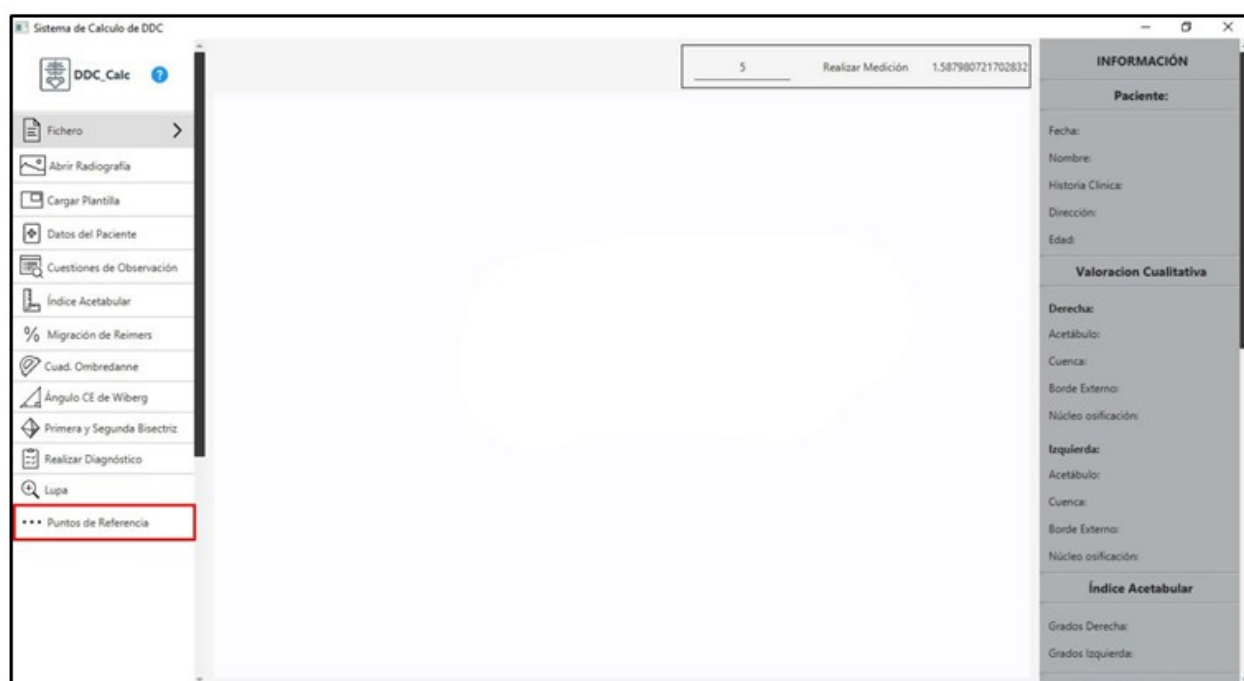 Sistema de Calculo de DDC
DDC_Calc ?
Fichero
Abrir Radiografía
Cargar Plantilla
Datos del Paciente
Cuestiones de Observación
Índice Acetabular
% Migración de Reimers
Cuad. Ombredanne
Ángulo CE de Wiberg
Primera y Segunda Bisectriz
Realizar Diagnóstico
Lupa
Puntos de Referencia
5 Realizar Medición 1.587980721702832
INFORMACIÓN
Paciente:
Fecha:
Nombre:
Historia Clinica:
Dirección:
Edad:
Valoracion Cualitativa
Derecha:
Acetábulo:
Cuenca:
Borde Externo:
Núcleo osificación:
Izquierda:
Acetábulo:
Cuenca:
Borde Externo:
Núcleo osificación:
Índice Acetabular
Grados Derecha:
Grados Izquierda: